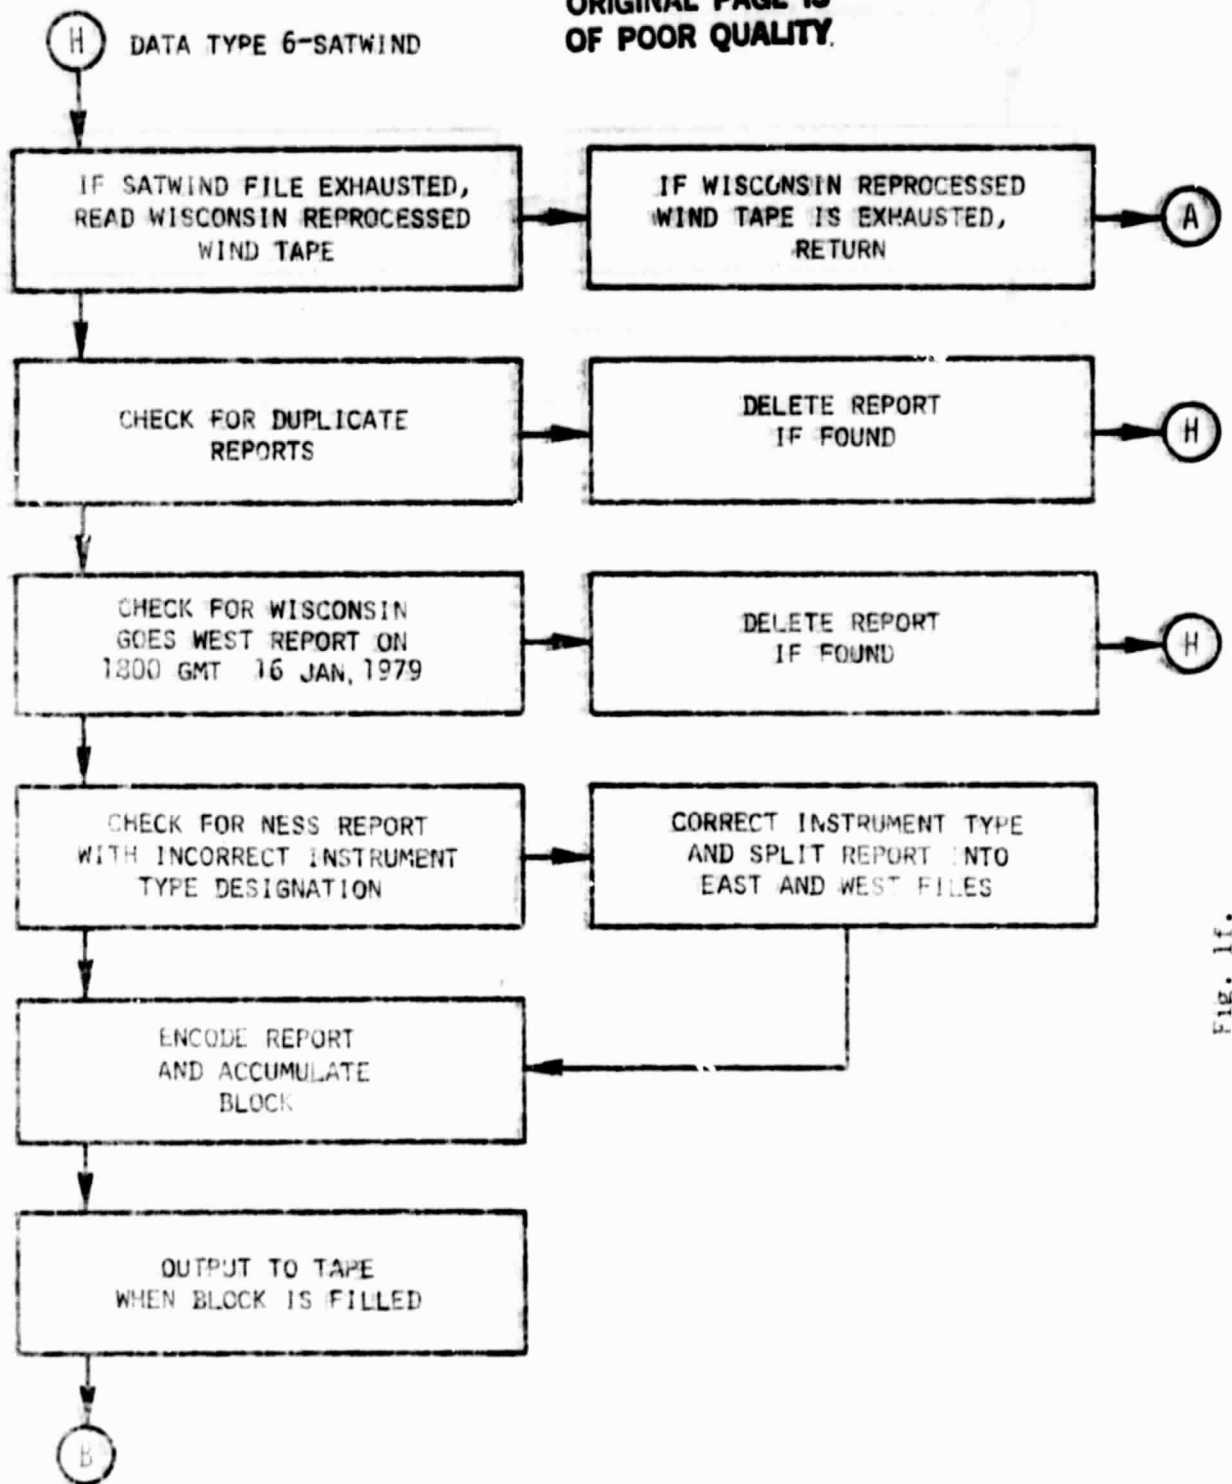 ORIGINAL PAGE IS
OF POOR QUALITY
H DATA TYPE 6-SATWIND
IF SATWIND FILE EXHAUSTED,
READ WISCONSIN REPROCESSED
WIND TAPE
IF WISCONSIN REPROCESSED
WIND TAPE IS EXHAUSTED,
RETURN
A
CHECK FOR DUPLICATE
REPORTS
DELETE REPORT
IF FOUND
H
CHECK FOR WISCONSIN
GOES WEST REPORT ON
1800 GMT 16 JAN, 1979
DELETE REPORT
IF FOUND
H
CHECK FOR NESS REPORT
WITH INCORRECT INSTRUMENT
TYPE DESIGNATION
CORRECT INSTRUMENT TYPE
AND SPLIT REPORT INTO
EAST AND WEST FILES
ENCODE REPORT
AND ACCUMULATE
BLOCK
OUTPUT TO TAPE
WHEN BLOCK IS FILLED
B
Fig. 1f.